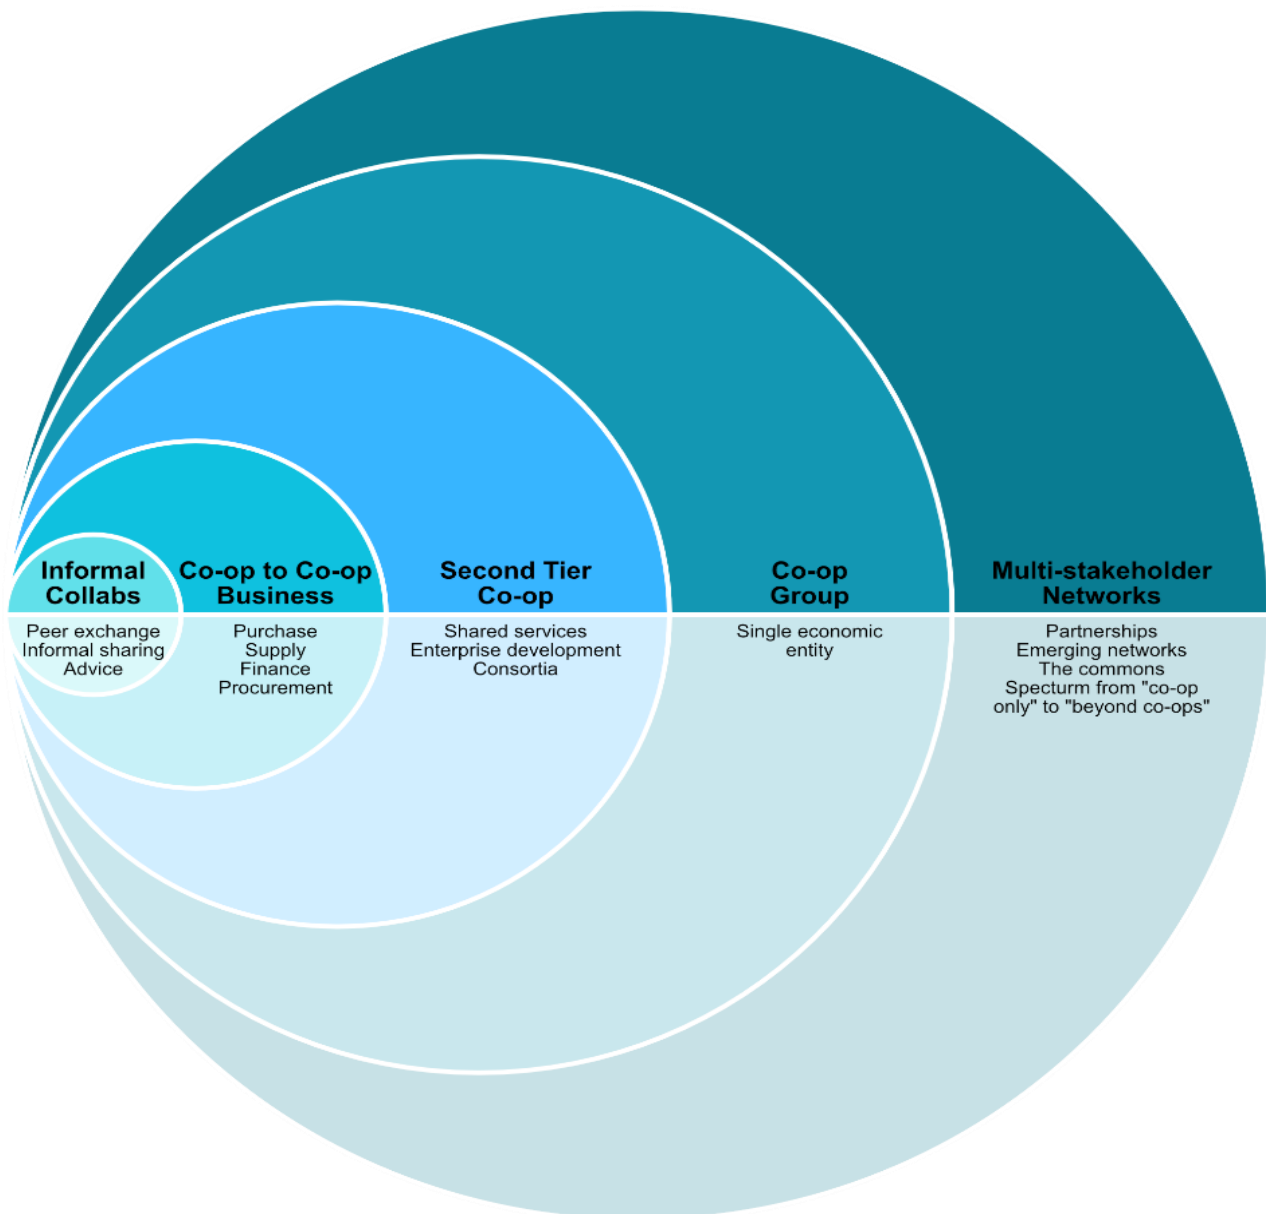 Informal
Collabs
Peer exchange
Informal sharing
Advice
Co-op to Co-op
Business
Purchase
Supply
Finance
Procurement
Second Tier
Co-op
Shared services
Enterprise development
Consortia
Co-op
Group
Single economic
entity
Multi-stakeholder
Networks
Partnerships
Emerging networks
The commons
Specturm from "co-op
only" to "beyond co-ops"